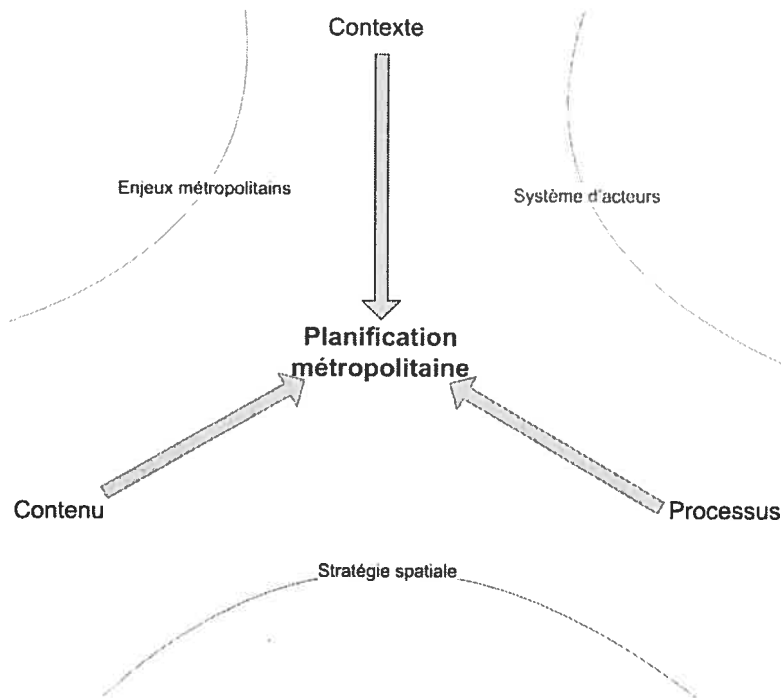 Contexte
Enjeux métropolitains
Système d'acteurs
Planification
métropolitaine
Contenu
Processus
Stratégie spatiale